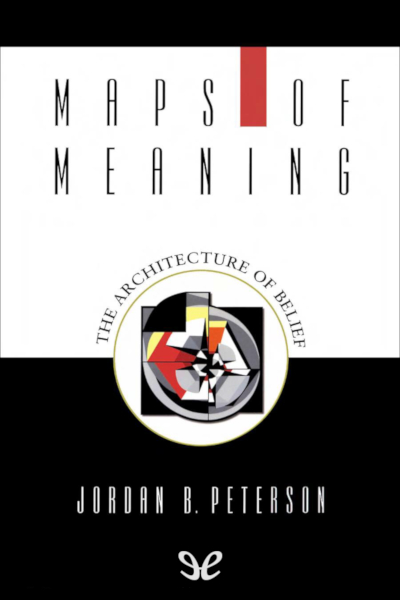 MAPS OF
MEANING
THE ARCHITECTURE OF BELIEF
JORDAN B. PETERSON